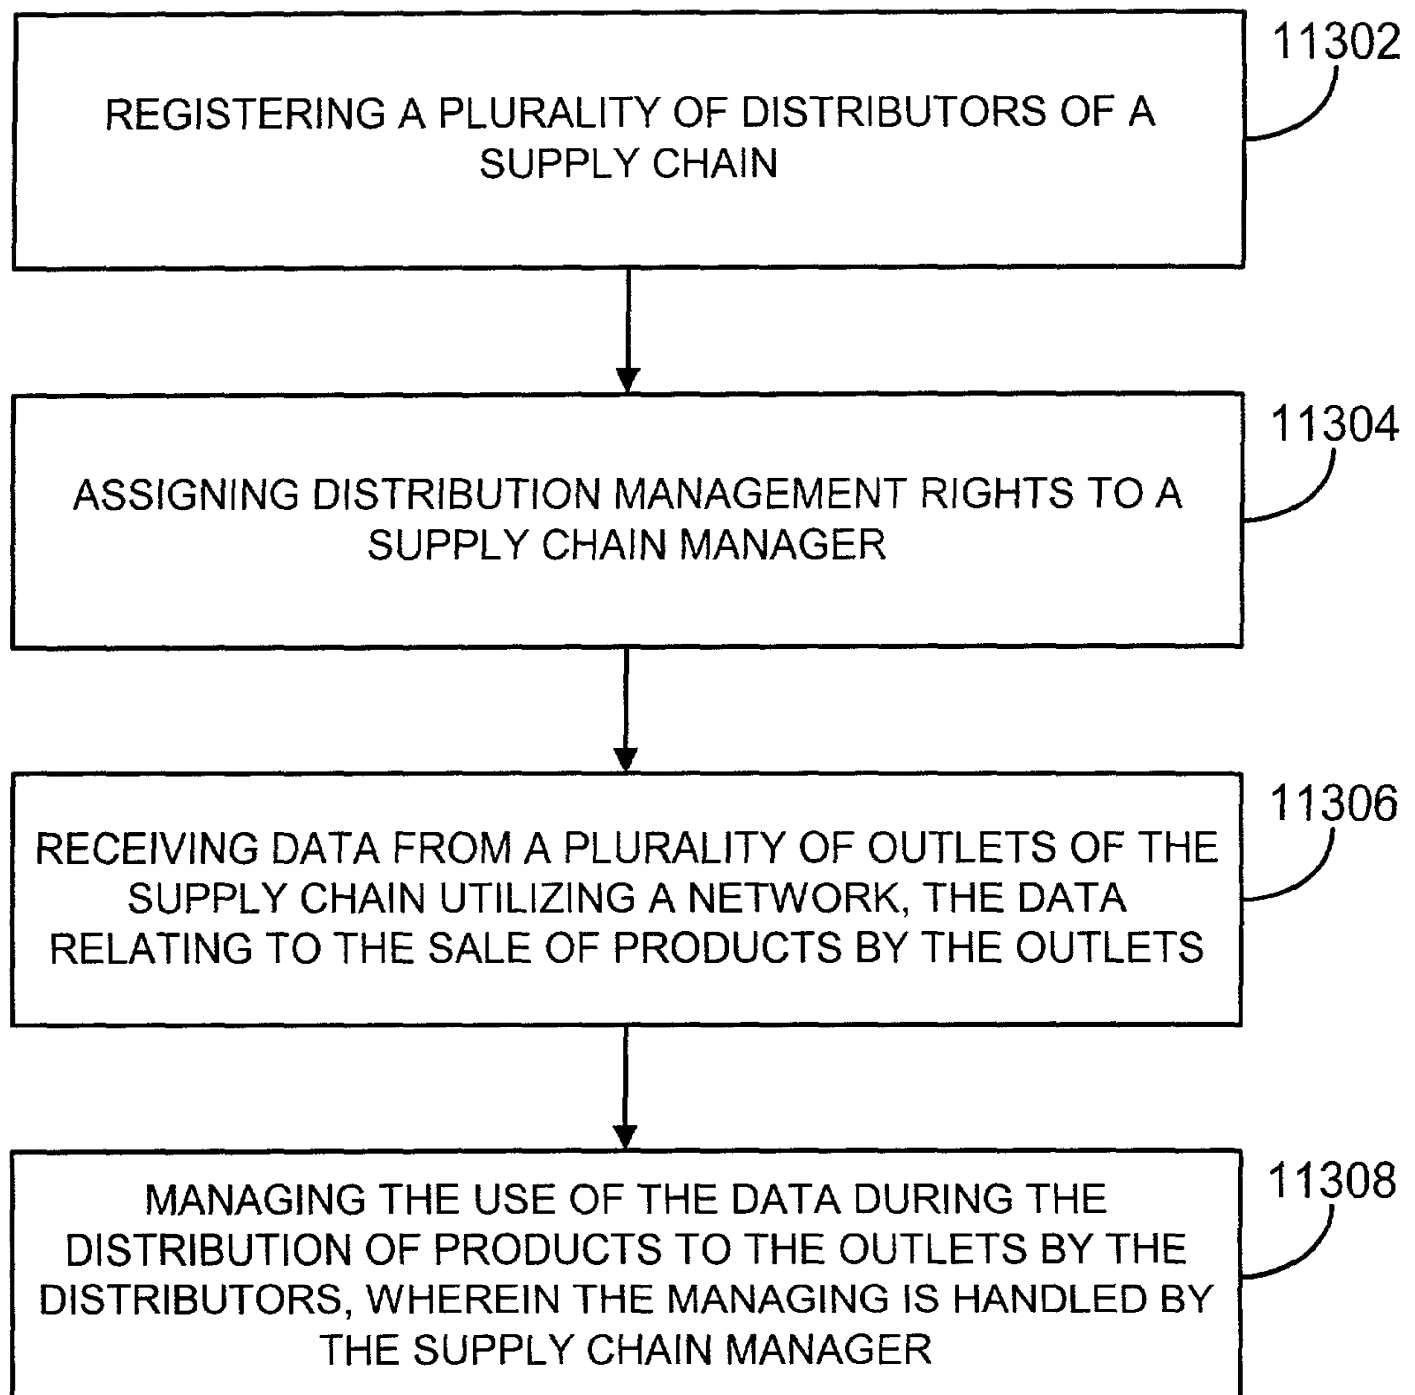 11302
REGISTERING A PLURALITY OF DISTRIBUTORS OF A
SUPPLY CHAIN
11304
ASSIGNING DISTRIBUTION MANAGEMENT RIGHTS TO A
SUPPLY CHAIN MANAGER
11306
RECEIVING DATA FROM A PLURALITY OF OUTLETS OF THE
SUPPLY CHAIN UTILIZING A NETWORK, THE DATA
RELATING TO THE SALE OF PRODUCTS BY THE OUTLETS
11308
MANAGING THE USE OF THE DATA DURING THE
DISTRIBUTION OF PRODUCTS TO THE OUTLETS BY THE
DISTRIBUTORS, WHEREIN THE MANAGING IS HANDLED BY
THE SUPPLY CHAIN MANAGER